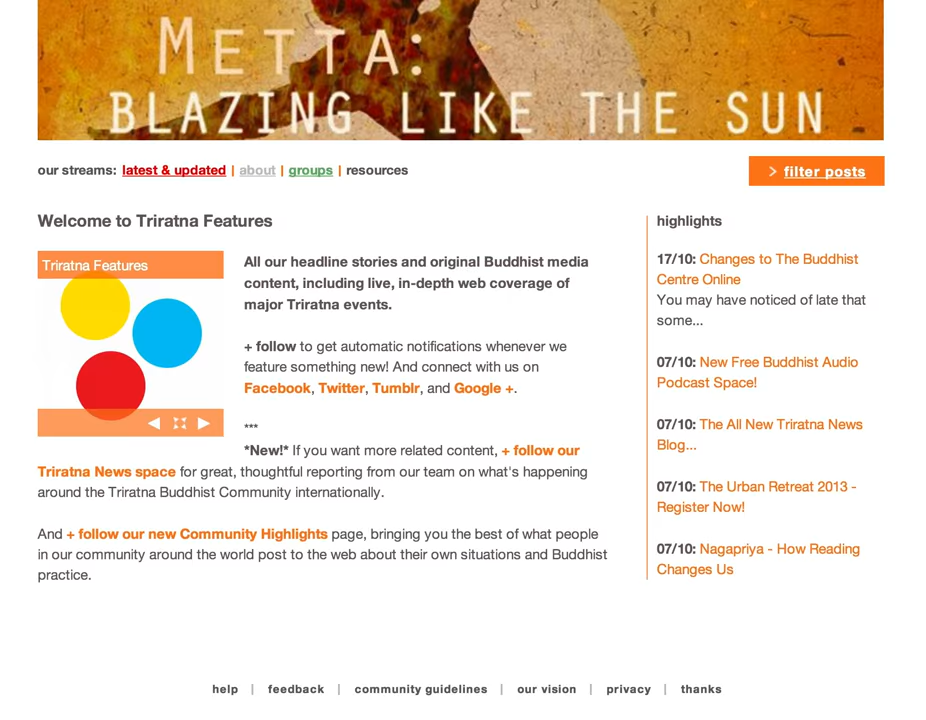 METTA:
BLAZING LIKE THE SUN
our streams: latest & updated | about | groups | resources
> filter posts
Welcome to Triratna Features
Triratna Features
All our headline stories and original Buddhist media
content, including live, in-depth web coverage of
major Triratna events.
+ follow to get automatic notifications whenever we
feature something new! And connect with us on
Facebook, Twitter, Tumblr, and Google +.
***
*New!* If you want more related content, + follow our
Triratna News space for great, thoughtful reporting from our team on what's happening
around the Triratna Buddhist Community internationally.
And + follow our new Community Highlights page, bringing you the best of what people
in our community around the world post to the web about their own situations and Buddhist
practice.
highlights
17/10: Changes to The Buddhist
Centre Online
You may have noticed of late that
some...
07/10: New Free Buddhist Audio
Podcast Space!
07/10: The All New Triratna News
Blog...
07/10: The Urban Retreat 2013 -
Register Now!
07/10: Nagapriya - How Reading
Changes Us
help | feedback | community guidelines | our vision | privacy | thanks